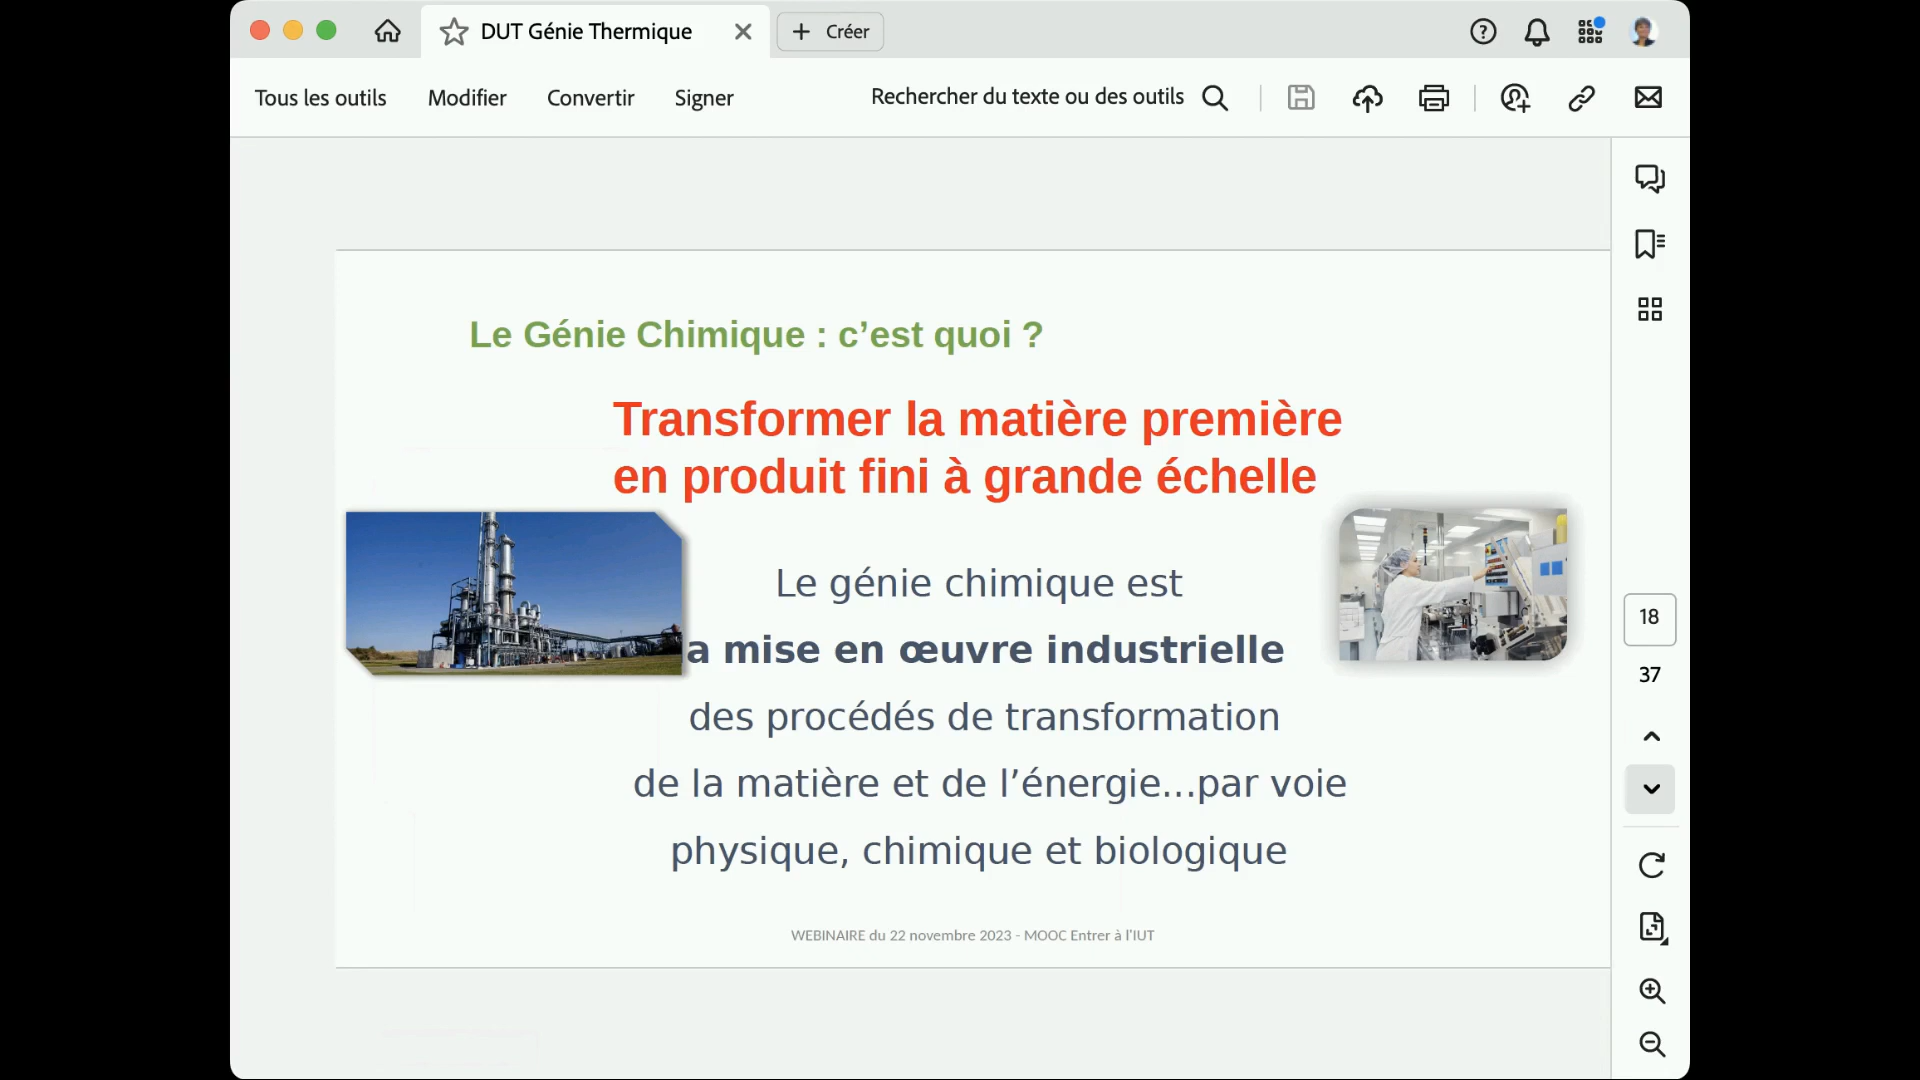 DUT Génie Thermique
Créer
Tous les outils
Modifier
Convertir
Signer
Rechercher du texte ou des outils
Le Génie Chimique : c’est quoi ?
Transformer la matière première
en produit fini à grande échelle
Le génie chimique est
a mise en œuvre industrielle
des procédés de transformation
de la matière et de l’énergie...par voie
physique, chimique et biologique
WEBINAIRE du 22 novembre 2023 - MOOC Entrer à l'IUT
18
37